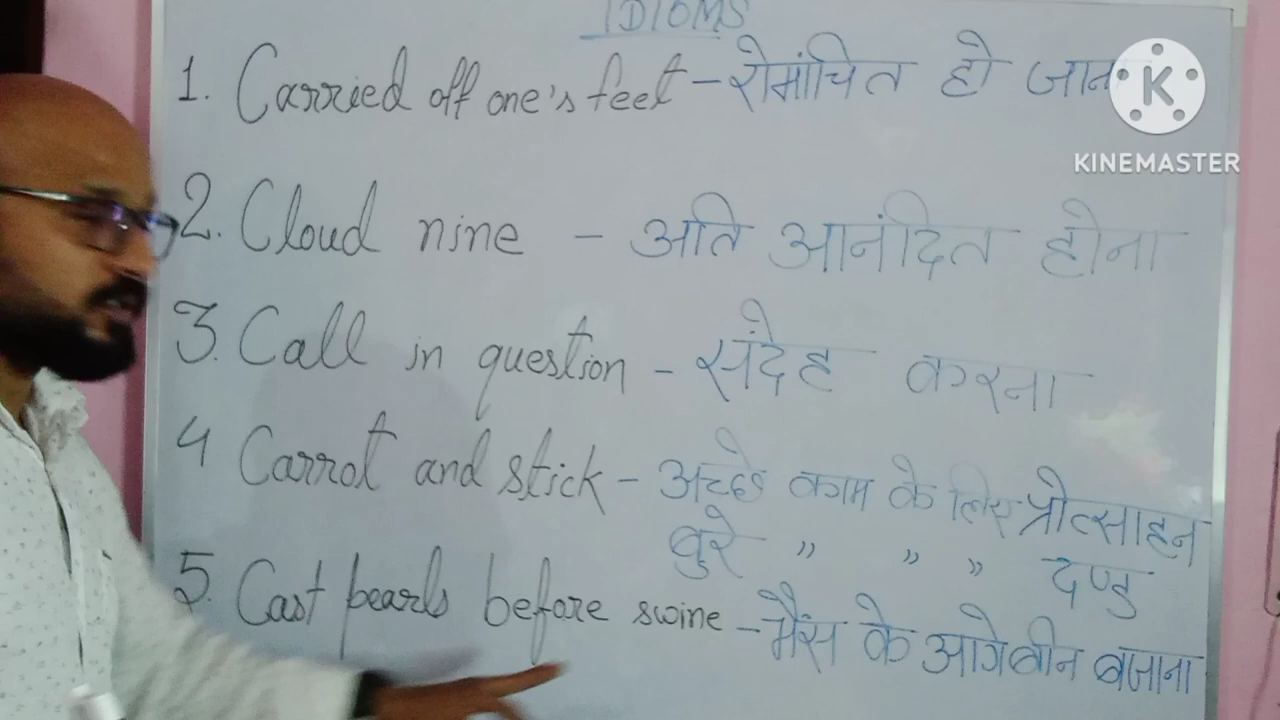 IDIOMS
1. Carried off one's feet - रोमांचित हो जाना
K
KINEMASTER
2. Cloud nine - अति आनंदित होना
3. Call in question - संदेह करना
4 Carrot and stick - अच्छे काम के लिए प्रोत्साहन
बुरे " " " दण्ड
5. Cast pearls before swine - भैंस के आगे बीन बजाना